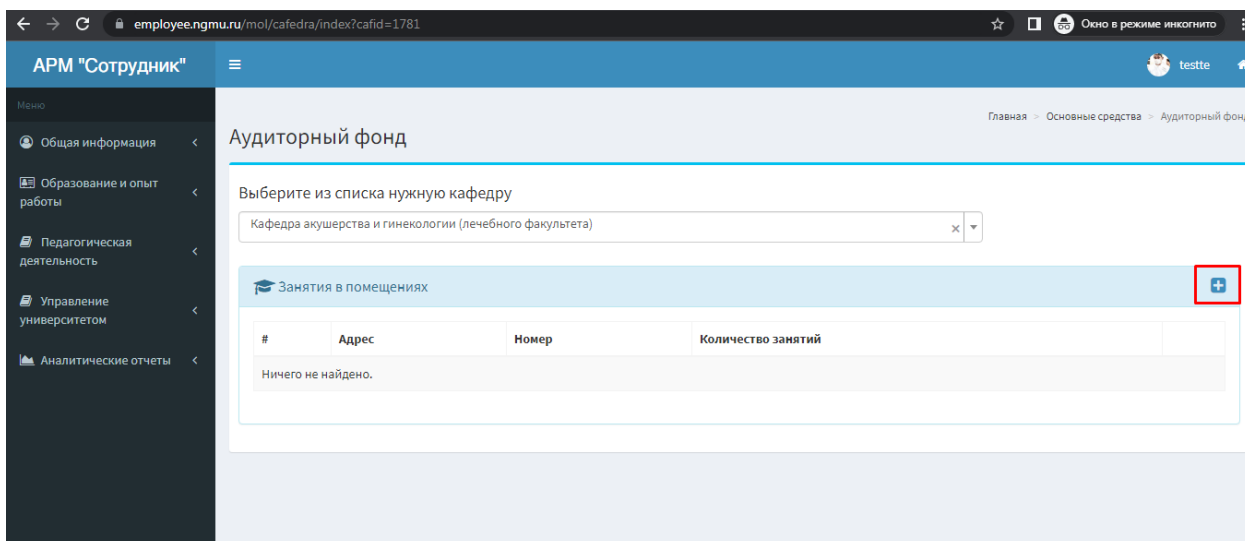 employee.ngmu.ru/mol/cafedra/index?cafid=1781
Окно в режиме инкогнито
АРМ "Сотрудник"
testte
Меню
Главная > Основные средства > Аудиторный фонд
Общая информация
Аудиторный фонд
Образование и опыт
работы
Выберите из списка нужную кафедру
Кафедра акушерства и гинекологии (лечебного факультета)
Педагогическая
деятельность
Занятия в помещениях
Управление
университетом
# Адрес Номер Количество занятий
Аналитические отчеты
Ничего не найдено.